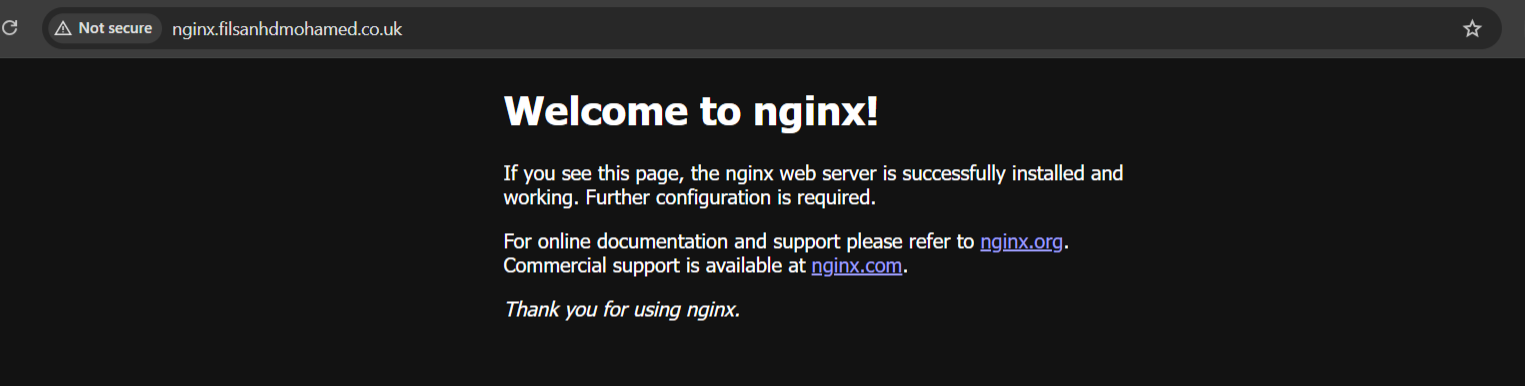 Not secure nginx.filsanhdmohamed.co.uk
Welcome to nginx!
If you see this page, the nginx web server is successfully installed and
working. Further configuration is required.
For online documentation and support please refer to nginx.org.
Commercial support is available at nginx.com.
Thank you for using nginx.